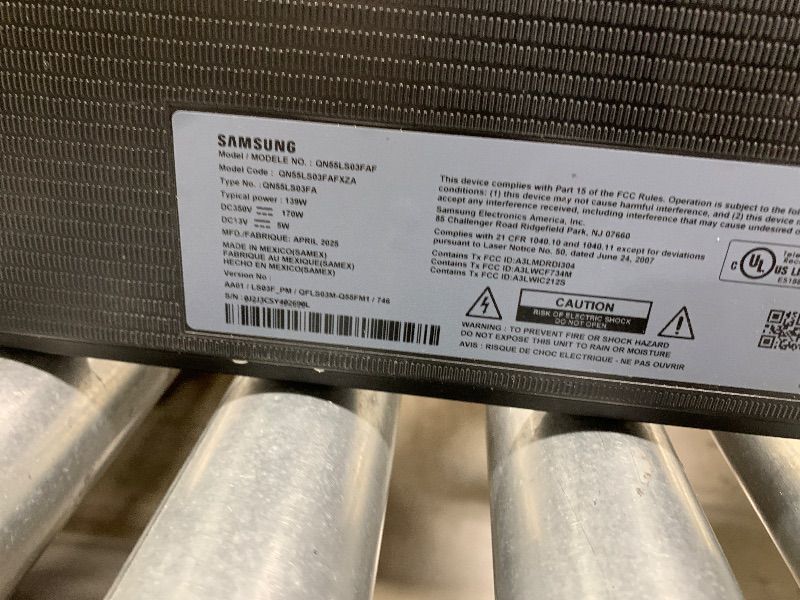 SAMSUNG
Model / MODELE NO. : QN55LS03FAF
Model Code : QN55LS03FAFXZA
Type No. : QN55LS03FA
Typical power : 139W
DC350V 170W
DC13V 5W
MFD./FABRIQUE: APRIL 2025
MADE IN MEXICO(SAMEX)
FABRIQUE AU MEXIQUE(SAMEX)
HECHO EN MEXICO(SAMEX)
Version No :
AA01 / LS03F_PM / QFLS03M-Q55FM1 / 746
S/N: 0J2J3CSY402690L
This device complies with Part 15 of the FCC Rules. Operation is subject to the follo
conditions: (1) this device may not cause harmful interference, and (2) this device m
accept any interference received, including interference that may cause undesired o
Samsung Electronics America, Inc.
85 Challenger Road Ridgefield Park, NJ 07660
Complies with 21 CFR 1040.10 and 1040.11 except for deviations
pursuant to Laser Notice No. 50, dated June 24, 2007
Contains Tx FCC ID:A3LMDRDI304
Contains Tx FCC ID:A3LWCF734M
Contains Tx FCC ID:A3LWIC212S
C UL US LI
CAUTION
RISK OF ELECTRIC SHOCK
DO NOT OPEN
WARNING : TO PREVENT FIRE OR SHOCK HAZARD
DO NOT EXPOSE THIS UNIT TO RAIN OR MOISTURE
AVIS : RISQUE DE CHOC ELECTRIQUE - NE PAS OUVRIR